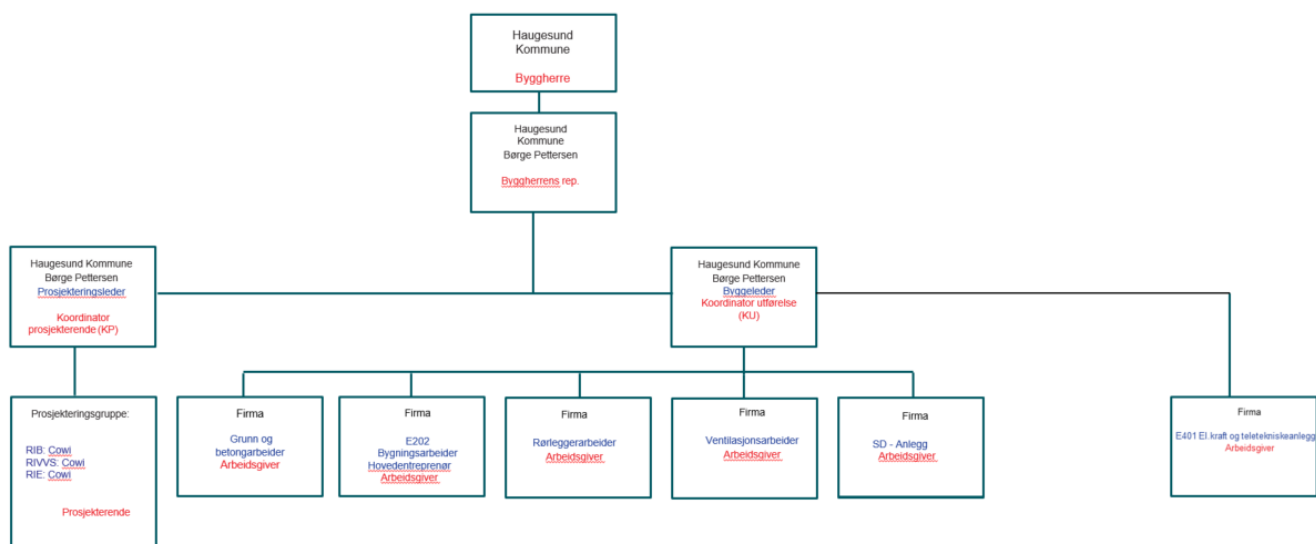 Haugesund
Kommune
Byggherre
Haugesund
Kommune
Børge Pettersen
Byggherrens rep.
Haugesund Kommune
Børge Pettersen
Prosjekteringsleder
Koordinator
prosjekterende (KP)
Haugesund Kommune
Børge Pettersen
Byggeleder
Koordinator utførelse
(KU)
Prosjekteringsgruppe:
RIB: Cowi
RIVVS: Cowi
RIE: Cowi
Prosjekterende
Firma
Grunn og
betongarbeider
Arbeidsgiver
Firma
E202
Bygningsarbeider
Hovedentreprenør
Arbeidsgiver
Firma
Rørleggerarbeider
Arbeidsgiver
Firma
Ventilasjonsarbeider
Arbeidsgiver
Firma
SD - Anlegg
Arbeidsgiver
Firma
E401 El.kraft og teletekniskeanlegg
Arbeidsgiver